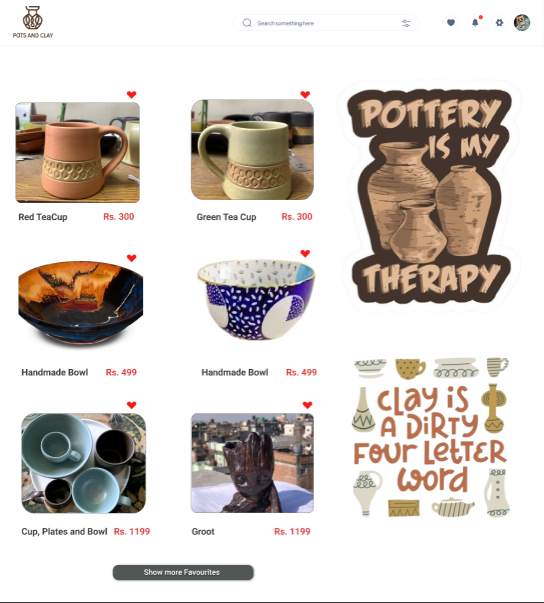 POTS AND CLAY
Search something here
Red TeaCup Rs. 300
Green Tea Cup Rs. 300
Handmade Bowl Rs. 499
Handmade Bowl Rs. 499
Cup, Plates and Bowl Rs. 1199
Groot Rs. 1199
Show more Favourites
POTTERY
IS MY
THERAPY
CLAY IS
A DIRTY
FOUR LETTER
WORD